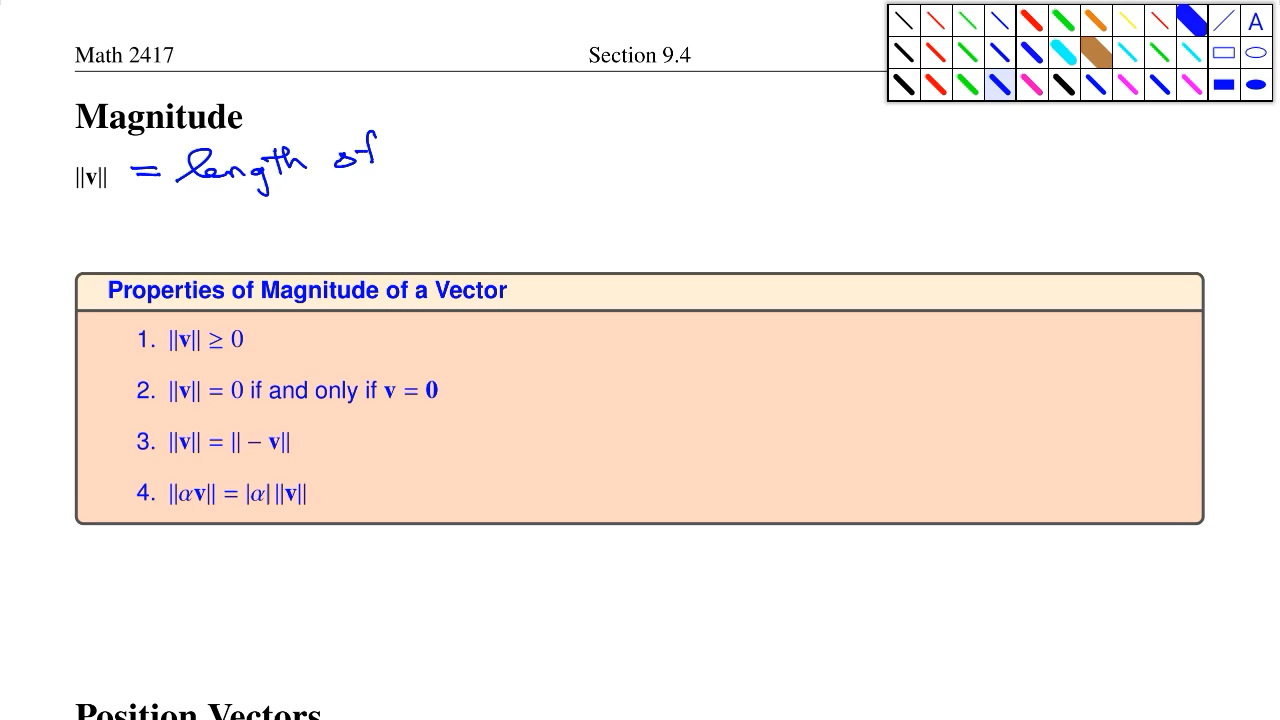 Math 2417 Section 9.4
A
Magnitude
||v|| = length of
Properties of Magnitude of a Vector
1. ||v|| ≥ 0
2. ||v|| = 0 if and only if v = 0
3. ||v|| = || − v||
4. ||αv|| = |α| ||v||
Position Vectors